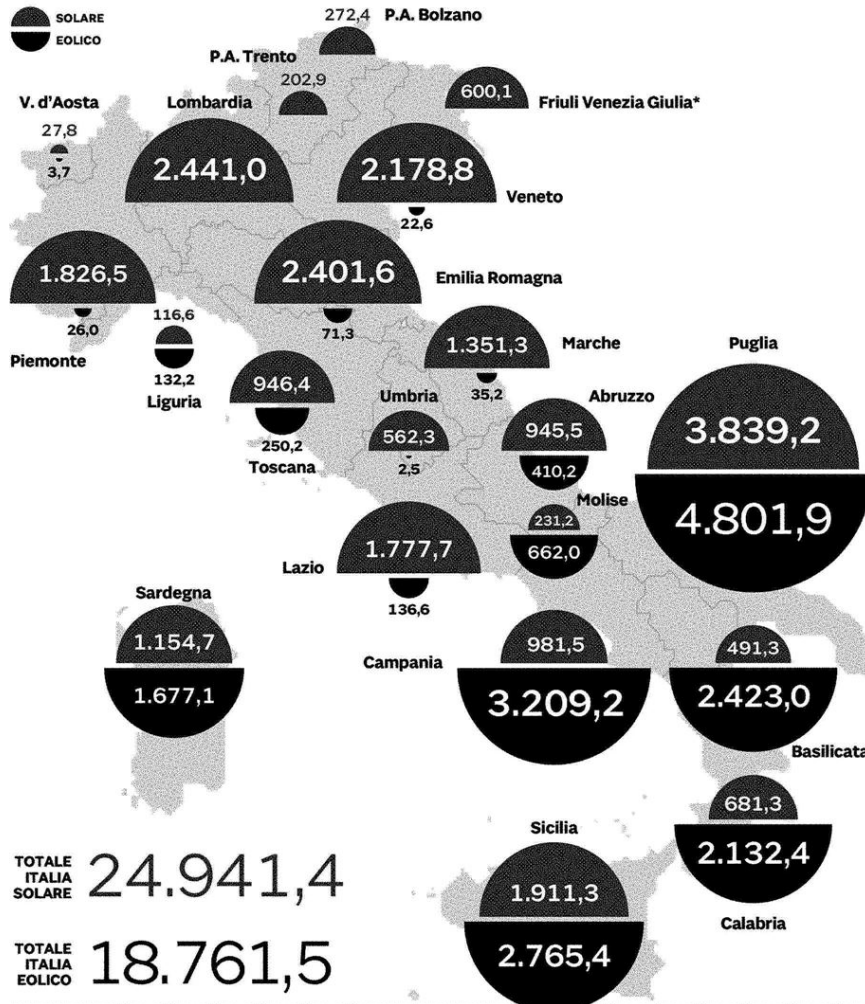 SOLARE
EOLICO
272,4
P.A. Bolzano
P.A. Trento
202,9
600,1
Friuli Venezia Giulia*
V. d'Aosta
27,8
3,7
Lombardia
2.441,0
2.178,8
Veneto
22,6
1.826,5
26,0
Piemonte
2.401,6
Emilia Romagna
71,3
116,6
132,2
Liguria
1.351,3
Marche
35,2
Puglia
3.839,2
4.801,9
946,4
250,2
Toscana
Umbria
562,3
2,5
Abruzzo
945,5
410,2
Molise
231,2
662,0
Lazio
1.777,7
136,6
Sardegna
1.154,7
1.677,1
Campania
981,5
3.209,2
491,3
2.423,0
Basilicata
681,3
2.132,4
Calabria
Sicilia
1.911,3
2.765,4
TOTALE
ITALIA
SOLARE
24.941,4
TOTALE
ITALIA
EOLICO
18.761,5